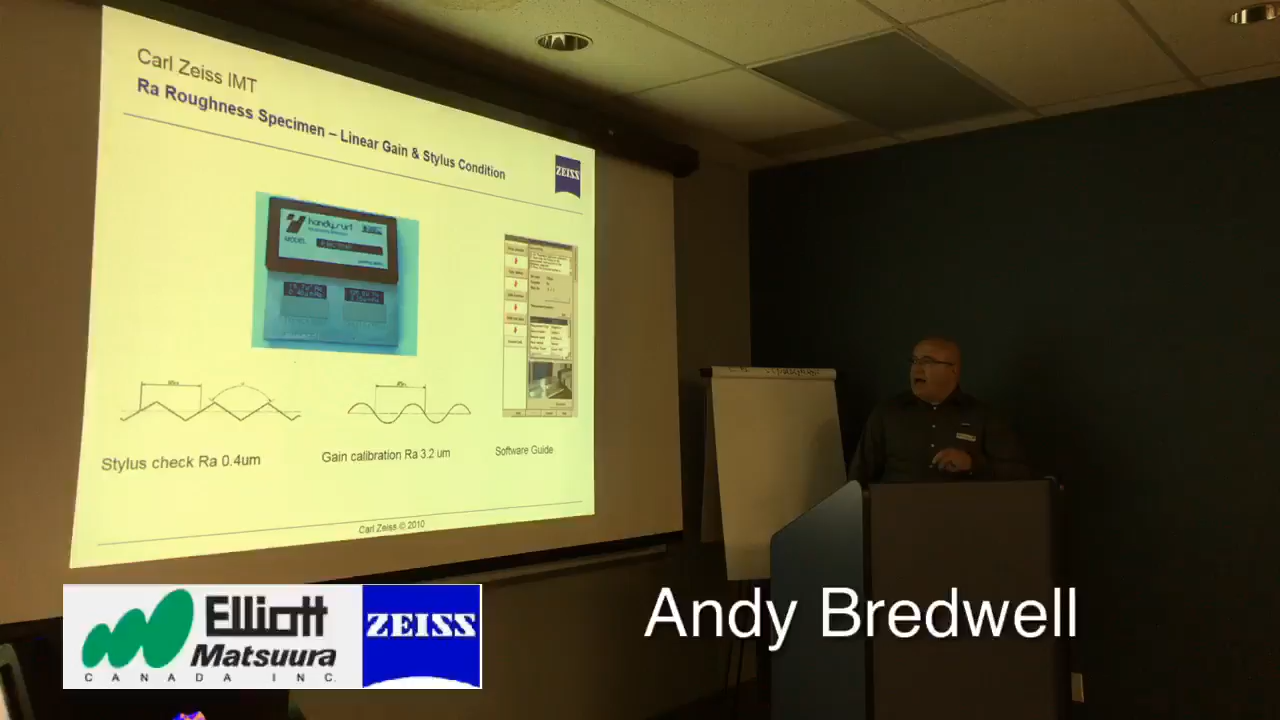 Carl Zeiss IMT
Ra Roughness Specimen – Linear Gain & Stylus Condition
ZEISS
handysurf
MODEL
Stylus check Ra 0.4um
Gain calibration Ra 3.2 um
Software Guide
Carl Zeiss © 2010
Elliott
Matsuura
CANADA INC.
ZEISS
Andy Bredwell